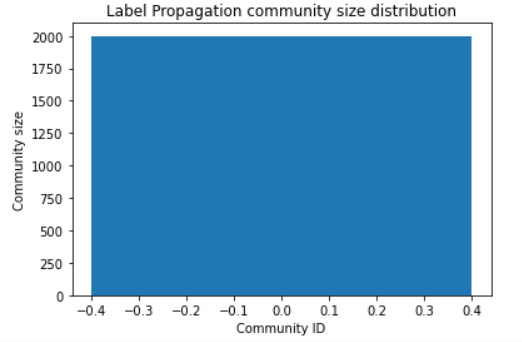 Label Propagation community size distribution
2000
1750
1500
1250
1000
750
500
250
0
Community size
−0.4 −0.3 −0.2 −0.1 0.0 0.1 0.2 0.3 0.4
Community ID